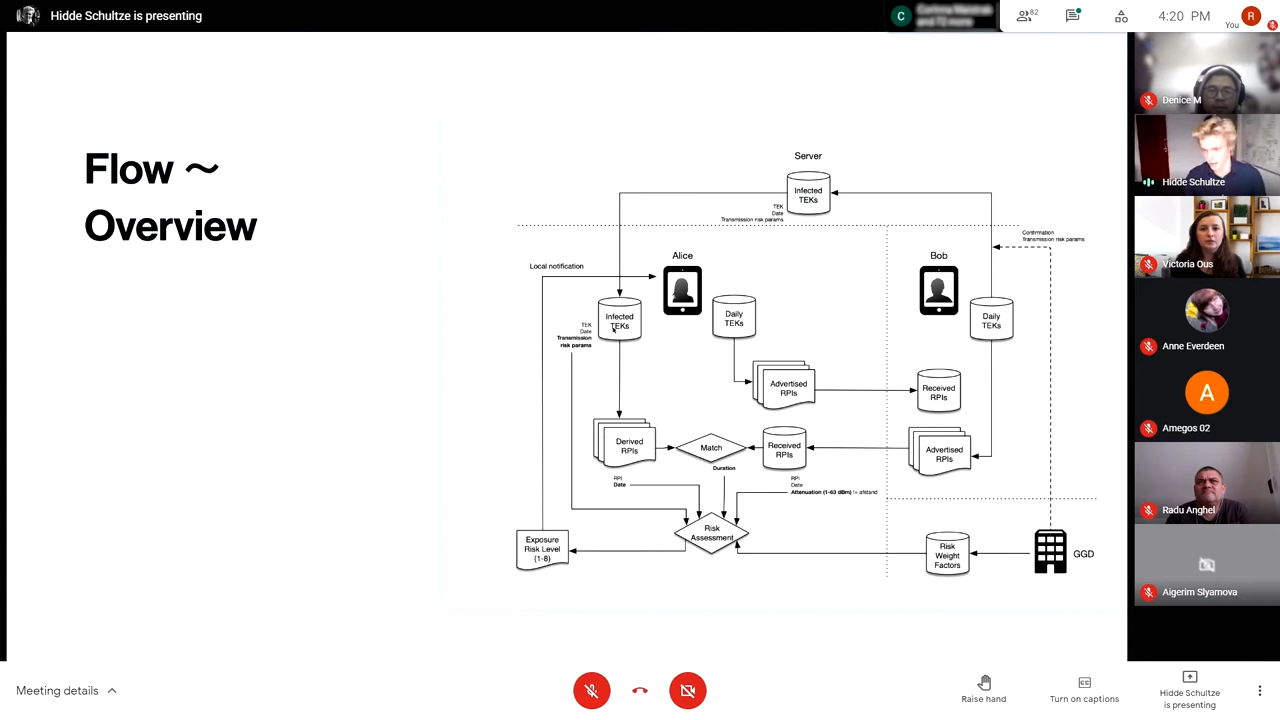 Hidde Schultze is presenting
C
82
4:20 PM
You
R
Flow ~
Overview
Server
Infected
TEKs
TEK
Date
Transmission risk params
Confirmation
Transmission risk params
Alice
Bob
Local notification
Infected
TEKs
Daily
TEKs
Daily
TEKs
TEK
Date
Transmission
risk params
Advertised
RPIs
Received
RPIs
Derived
RPIs
Match
Received
RPIs
Advertised
RPIs
Duration
RPI
Date
RPI
Date
Attenuation (1-63 dBm) != afstand
Risk
Assessment
Exposure
Risk Level
(1-8)
Risk
Weight
Factors
GGD
Denice M
Hidde Schultze
Victoria Ous
Anne Everdeen
A
Amegos 02
Radu Anghel
Aigerim Slyamova
Meeting details
Raise hand
CC
Turn on captions
Hidde Schultze
is presenting